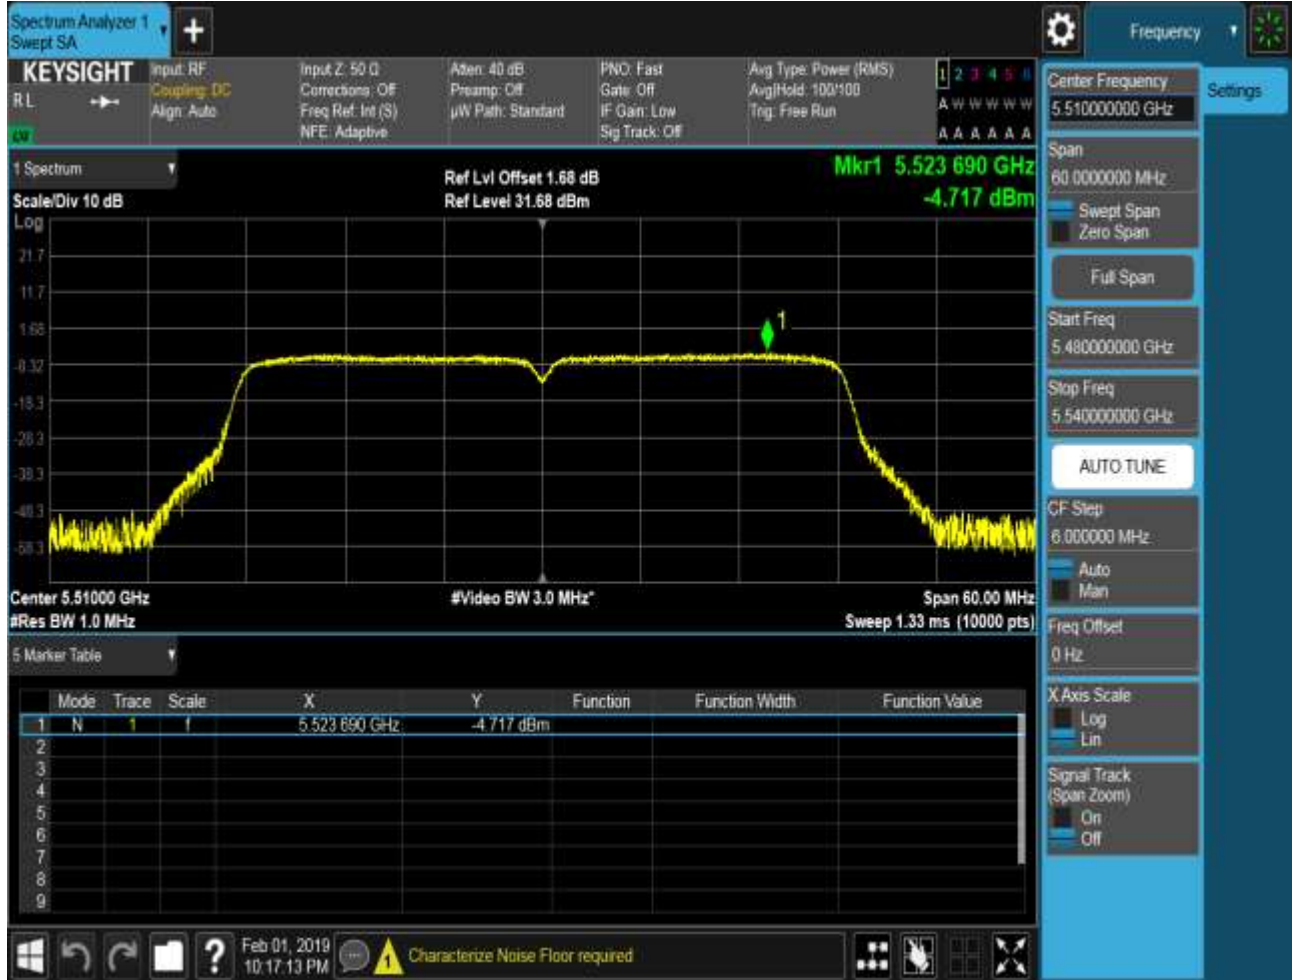 Spectrum Analyzer 1
Swept SA
+
Frequency
KEYSIGHT
Input: RF
Coupling: DC
Align: Auto
Input Z: 50 Ω
Corrections: Off
Freq Ref: Int (S)
NFE: Adaptive
Atten: 40 dB
Preamp: Off
µW Path: Standard
PNO: Fast
Gate: Off
IF Gain: Low
Sig Track: Off
Avg Type: Power (RMS)
Avg|Hold: 100/100
Trig: Free Run
1 2 3 4 5 6
A W W W W W
A A A A A A
R L
1 Spectrum
Scale/Div 10 dB
Ref Lvl Offset 1.68 dB
Ref Level 31.68 dBm
Mkr1 5.523 690 GHz
-4.717 dBm
Log
21.7
11.7
1.68
-8.32
-18.3
-28.3
-38.3
-48.3
-58.3
1
Center 5.51000 GHz
#Res BW 1.0 MHz
#Video BW 3.0 MHz*
Span 60.00 MHz
Sweep 1.33 ms (10000 pts)
5 Marker Table
Mode Trace Scale X Y Function Function Width Function Value
1 N 1 f 5.523 690 GHz -4.717 dBm
2
3
4
5
6
7
8
9
Center Frequency
5.510000000 GHz
Settings
Span
60.0000000 MHz
Swept Span
Zero Span
Full Span
Start Freq
5.480000000 GHz
Stop Freq
5.540000000 GHz
AUTO TUNE
CF Step
6.000000 MHz
Auto
Man
Freq Offset
0 Hz
X Axis Scale
Log
Lin
Signal Track
(Span Zoom)
On
Off
?
Feb 01, 2019
10:17:13 PM
1
Characterize Noise Floor required